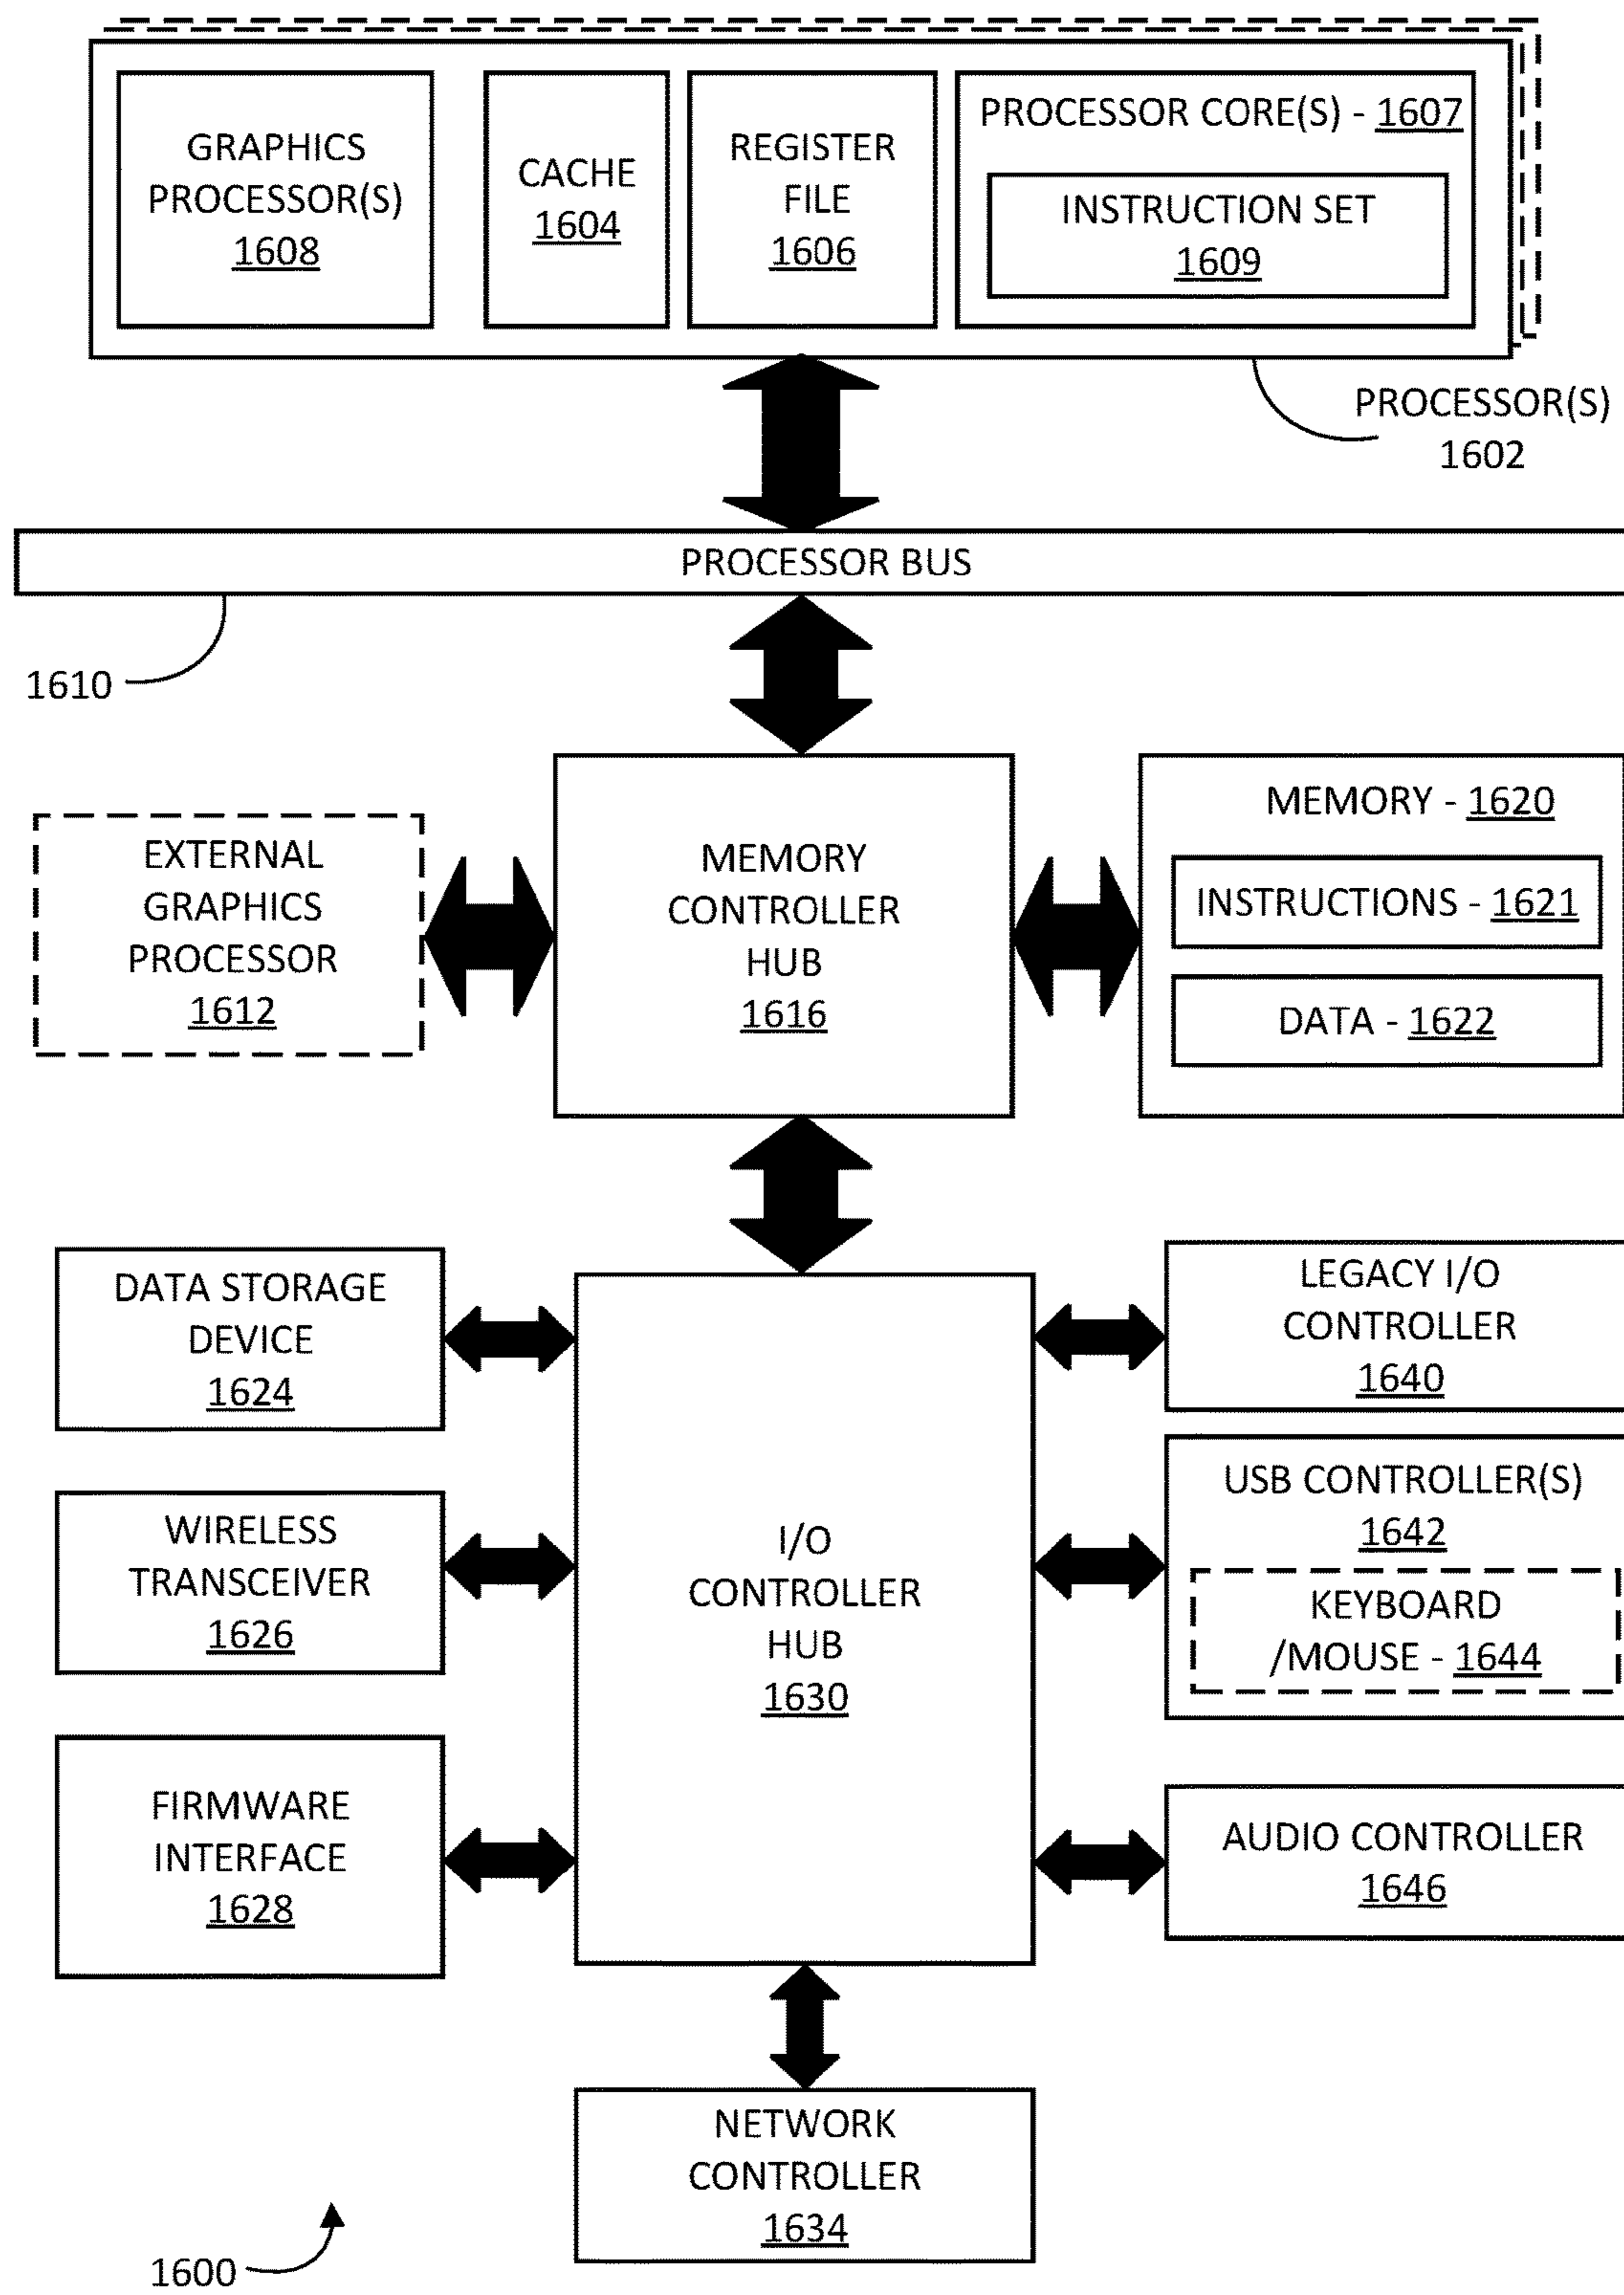 GRAPHICS
PROCESSOR(S)
1608
CACHE
1604
REGISTER
FILE
1606
PROCESSOR CORE(S) - 1607
INSTRUCTION SET
1609
PROCESSOR(S)
1602
PROCESSOR BUS
1610
EXTERNAL
GRAPHICS
PROCESSOR
1612
MEMORY
CONTROLLER
HUB
1616
MEMORY - 1620
INSTRUCTIONS - 1621
DATA - 1622
DATA STORAGE
DEVICE
1624
WIRELESS
TRANSCEIVER
1626
FIRMWARE
INTERFACE
1628
I/O
CONTROLLER
HUB
1630
LEGACY I/O
CONTROLLER
1640
USB CONTROLLER(S)
1642
KEYBOARD
/MOUSE - 1644
AUDIO CONTROLLER
1646
NETWORK
CONTROLLER
1634
1600